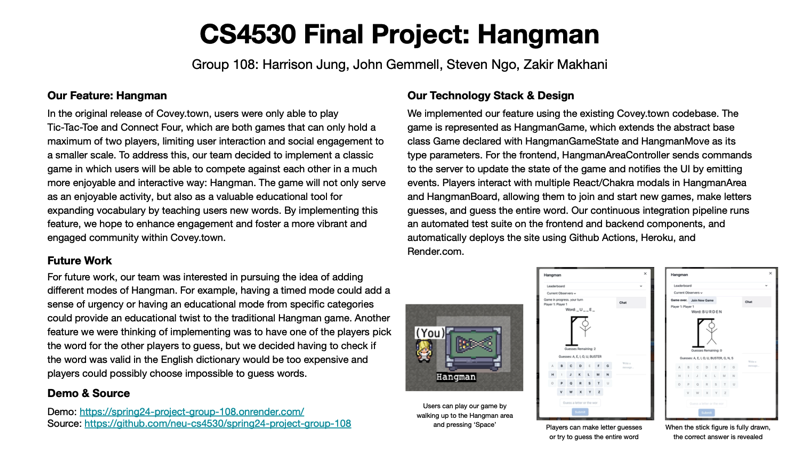 CS4530 Final Project: Hangman
Group 108: Harrison Jung, John Gemmell, Steven Ngo, Zakir Makhani
Our Feature: Hangman
In the original release of Covey.town, users were only able to play
Tic-Tac-Toe and Connect Four, which are both games that can only hold a
maximum of two players, limiting user interaction and social engagement to
a smaller scale. To address this, our team decided to implement a classic
game in which users will be able to compete against each other in a much
more enjoyable and interactive way: Hangman. The game will not only serve
as an enjoyable activity, but also as a valuable educational tool for
expanding vocabulary by teaching users new words. By implementing this
feature, we hope to enhance engagement and foster a more vibrant and
engaged community within Covey.town.
Future Work
For future work, our team was interested in pursuing the idea of adding
different modes of Hangman. For example, having a timed mode could add a
sense of urgency or having an educational mode from specific categories
could provide an educational twist to the traditional Hangman game. Another
feature we were thinking of implementing was to have one of the players pick
the word for the other players to guess, but we decided having to check if
the word was valid in the English dictionary would be too expensive and
players could possibly choose impossible to guess words.
Demo & Source
Demo: https://spring24-project-group-108.onrender.com/
Source: https://github.com/neu-cs4530/spring24-project-group-108
Our Technology Stack & Design
We implemented our feature using the existing Covey.town codebase. The
game is represented as HangmanGame, which extends the abstract base
class Game declared with HangmanGameState and HangmanMove as its
type parameters. For the frontend, HangmanAreaController sends commands
to the server to update the state of the game and notifies the UI by emitting
events. Players interact with multiple React/Chakra modals in HangmanArea
and HangmanBoard, allowing them to join and start new games, make letters
guesses, and guess the entire word. Our continuous integration pipeline runs
an automated test suite on the frontend and backend components, and
automatically deploys the site using Github Actions, Heroku, and
Render.com.
(You)
Hangman
Users can play our game by
walking up to the Hangman area
and pressing 'Space'
Hangman
Leaderboard
Current Observers
Game in progress, your turn
Player 1: Player 1
Chat
Guesses Remaining: 3
Players can make letter guesses
or try to guess the entire word
Hangman
Leaderboard
Current Observers
Game over. Join New Game
Player 1: Player 1
Chat
Word: B U R D E N
Guesses Remaining: 0
When the stick figure is fully drawn,
the correct answer is revealed